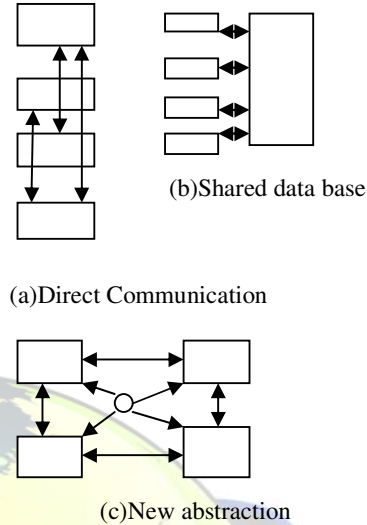 (b)Shared data base
(a)Direct Communication
(c)New abstraction